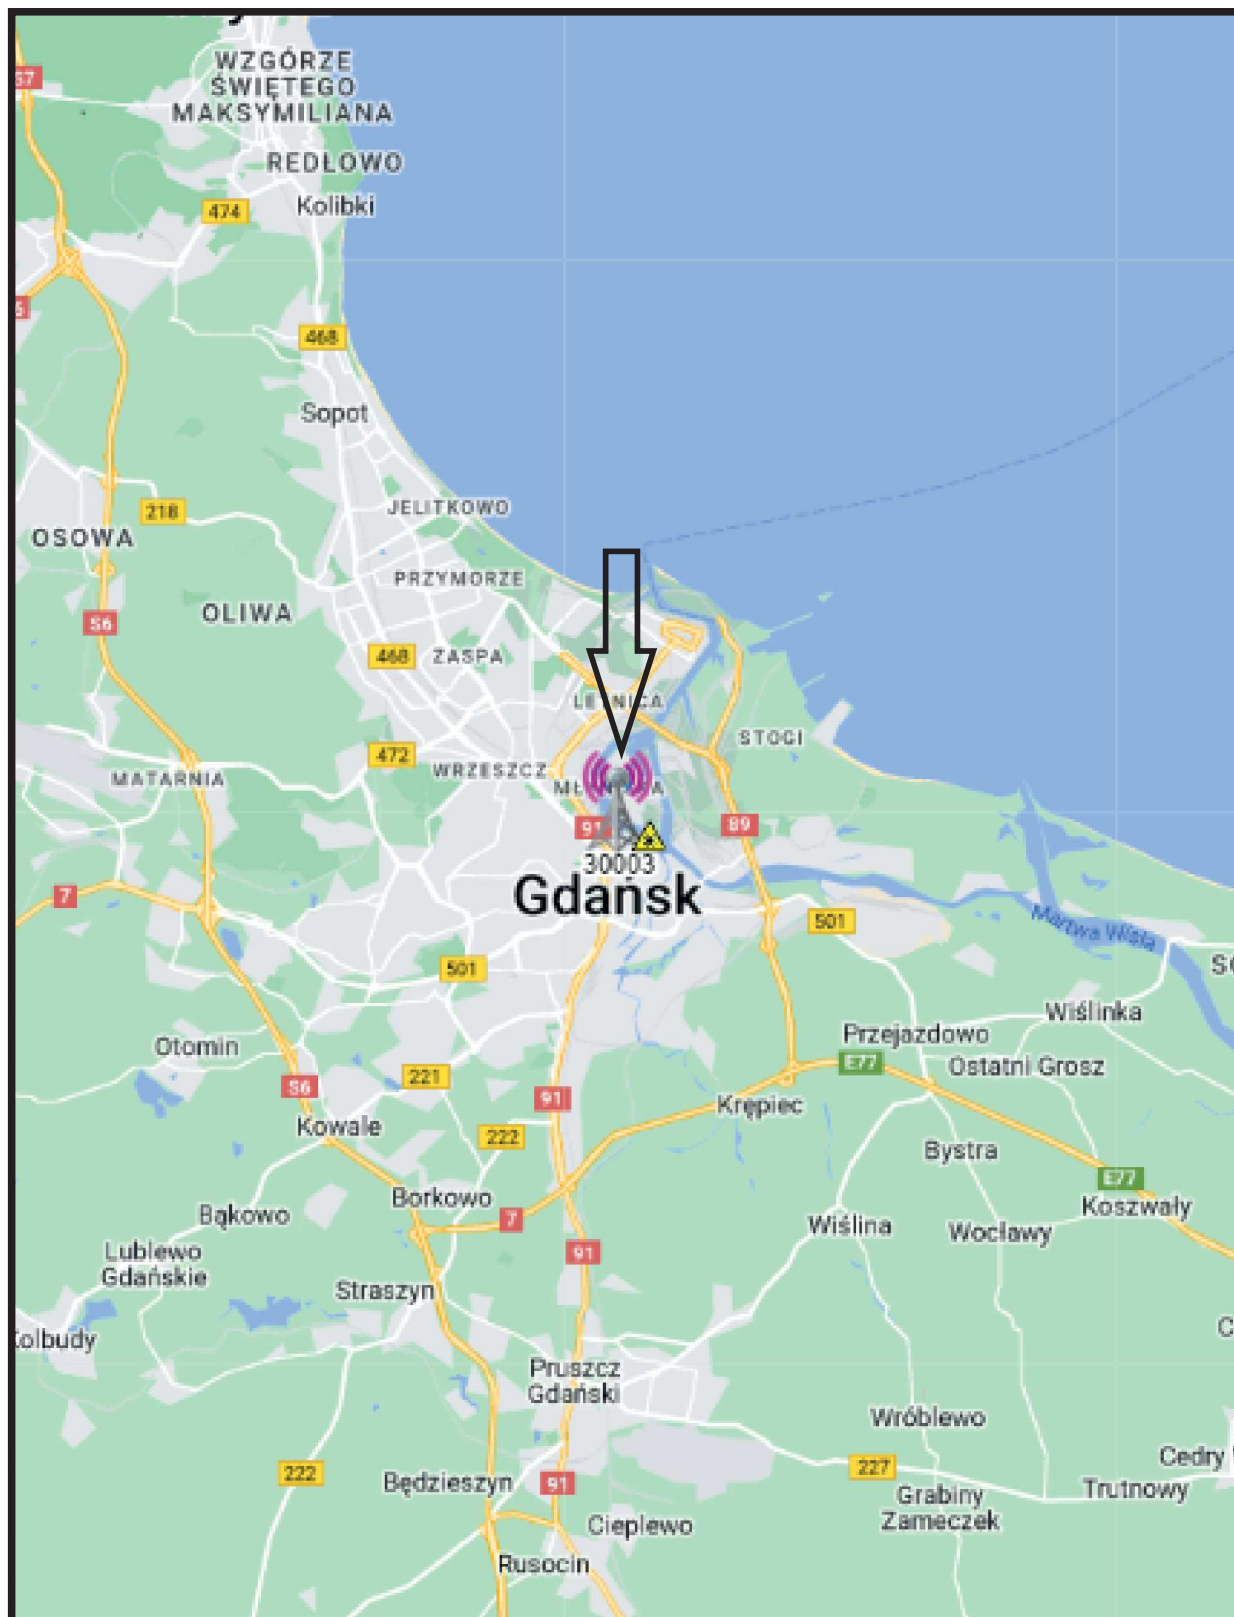 S7
WZGÓRZE
ŚWIĘTEGO
MAKSYMILIANA
REDŁOWO
Kolibki
474
468
Sopot
218
JELITKOWO
OSOWA
PRZYMORZE
OLIWA
S6
468
ZASPA
LETNICA
STOGI
472
WRZESZCZ
MATARNIA
91
89
30003
Gdańsk
7
501
Martwa Wisła
501
Wiślinka
Przejazdowo
Otomin
E77
Ostatni Grosz
221
S6
91
Krępiec
Kowale
222
Bystra
E77
Borkowo
Koszwały
Bąkowo
7
Wiślina
Wocławy
Lublewo
Gdańskie
91
Straszyn
Pruszcz
Gdański
Wróblewo
Cedry
222
Będzieszyn
91
227
Trutnowy
Grabiny
Zameczek
Cieplewo
Rusocin